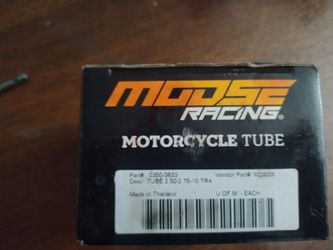 MOOSE
RACING®
MOTORCYCLE TUBE
Part#: 0350-0633 Vendor Part#: M20005
Desc: TUBE 2.50/2.75-10 TR4
Made In Thailand U OF M: - EACH